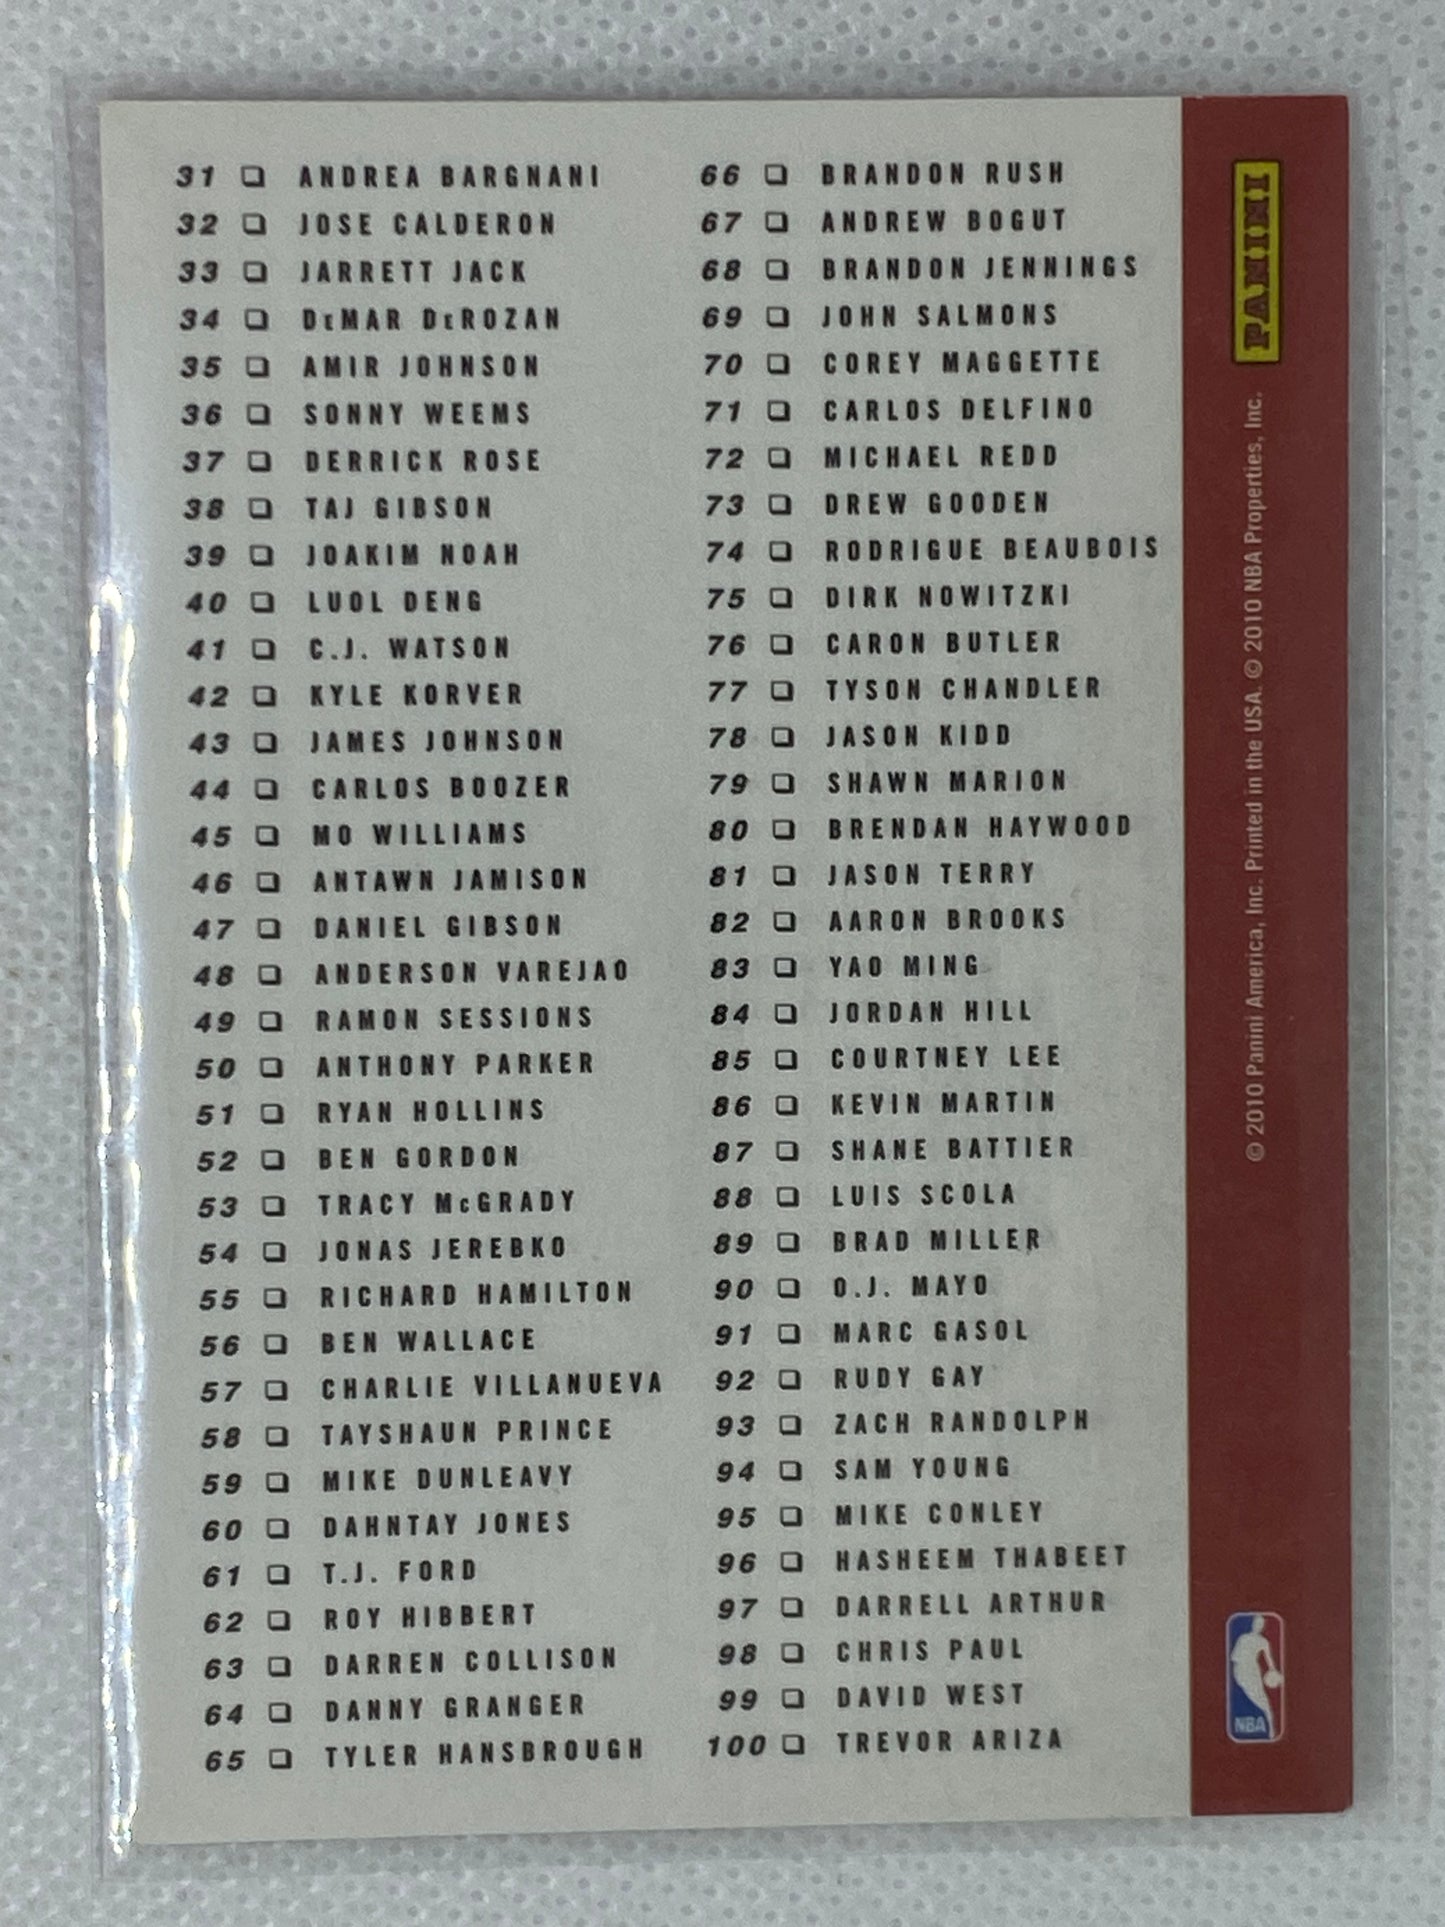 31 ❏ ANDREA BARGNANI
32 ❏ JOSE CALDERON
33 ❏ JARRETT JACK
34 ❏ DeMAR DeROZAN
35 ❏ AMIR JOHNSON
36 ❏ SONNY WEEMS
37 ❏ DERRICK ROSE
38 ❏ TAJ GIBSON
39 ❏ JOAKIM NOAH
40 ❏ LUOL DENG
41 ❏ C.J. WATSON
42 ❏ KYLE KORVER
43 ❏ JAMES JOHNSON
44 ❏ CARLOS BOOZER
45 ❏ MO WILLIAMS
46 ❏ ANTAWN JAMISON
47 ❏ DANIEL GIBSON
48 ❏ ANDERSON VAREJAO
49 ❏ RAMON SESSIONS
50 ❏ ANTHONY PARKER
51 ❏ RYAN HOLLINS
52 ❏ BEN GORDON
53 ❏ TRACY McGRADY
54 ❏ JONAS JEREBKO
55 ❏ RICHARD HAMILTON
56 ❏ BEN WALLACE
57 ❏ CHARLIE VILLANUEVA
58 ❏ TAYSHAUN PRINCE
59 ❏ MIKE DUNLEAVY
60 ❏ DAHNTAY JONES
61 ❏ T.J. FORD
62 ❏ ROY HIBBERT
63 ❏ DARREN COLLISON
64 ❏ DANNY GRANGER
65 ❏ TYLER HANSBROUGH
66 ❏ BRANDON RUSH
67 ❏ ANDREW BOGUT
68 ❏ BRANDON JENNINGS
69 ❏ JOHN SALMONS
70 ❏ COREY MAGGETTE
71 ❏ CARLOS DELFINO
72 ❏ MICHAEL REDD
73 ❏ DREW GOODEN
74 ❏ RODRIGUE BEAUBOIS
75 ❏ DIRK NOWITZKI
76 ❏ CARON BUTLER
77 ❏ TYSON CHANDLER
78 ❏ JASON KIDD
79 ❏ SHAWN MARION
80 ❏ BRENDAN HAYWOOD
81 ❏ JASON TERRY
82 ❏ AARON BROOKS
83 ❏ YAO MING
84 ❏ JORDAN HILL
85 ❏ COURTNEY LEE
86 ❏ KEVIN MARTIN
87 ❏ SHANE BATTIER
88 ❏ LUIS SCOLA
89 ❏ BRAD MILLER
90 ❏ O.J. MAYO
91 ❏ MARC GASOL
92 ❏ RUDY GAY
93 ❏ ZACH RANDOLPH
94 ❏ SAM YOUNG
95 ❏ MIKE CONLEY
96 ❏ HASHEEM THABEET
97 ❏ DARRELL ARTHUR
98 ❏ CHRIS PAUL
99 ❏ DAVID WEST
100 ❏ TREVOR ARIZA
PANINI
© 2010 Panini America, Inc. Printed in the USA. © 2010 NBA Properties, Inc.
NBA